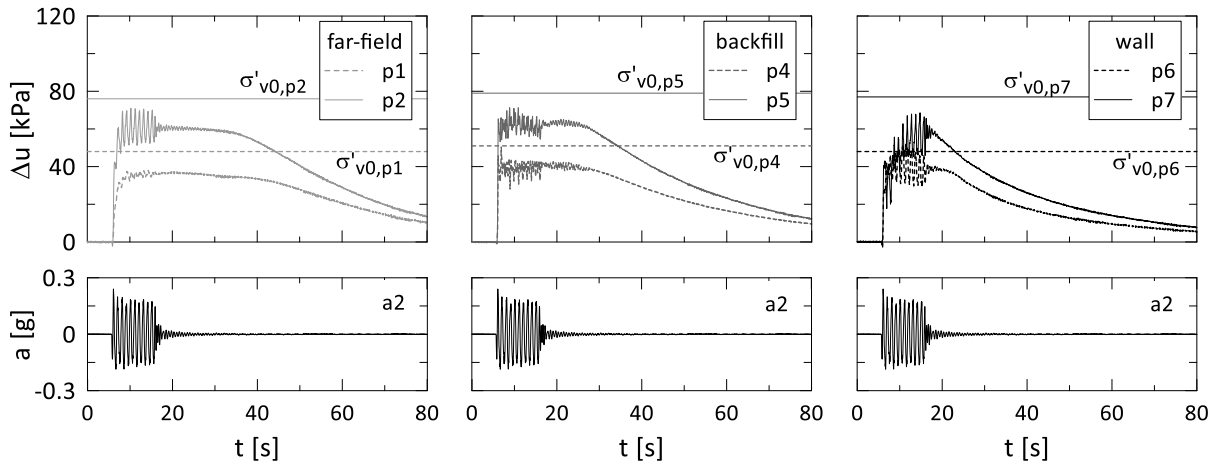 120
80
40
0
Δu [kPa]
far-field
p1
p2
σ'v0,p2
σ'v0,p1
backfill
p4
p5
σ'v0,p5
σ'v0,p4
wall
p6
p7
σ'v0,p7
σ'v0,p6
0.3
0
-0.3
a [g]
a2
a2
a2
0 20 40 60 80
0 20 40 60 80
0 20 40 60 80
t [s]
t [s]
t [s]